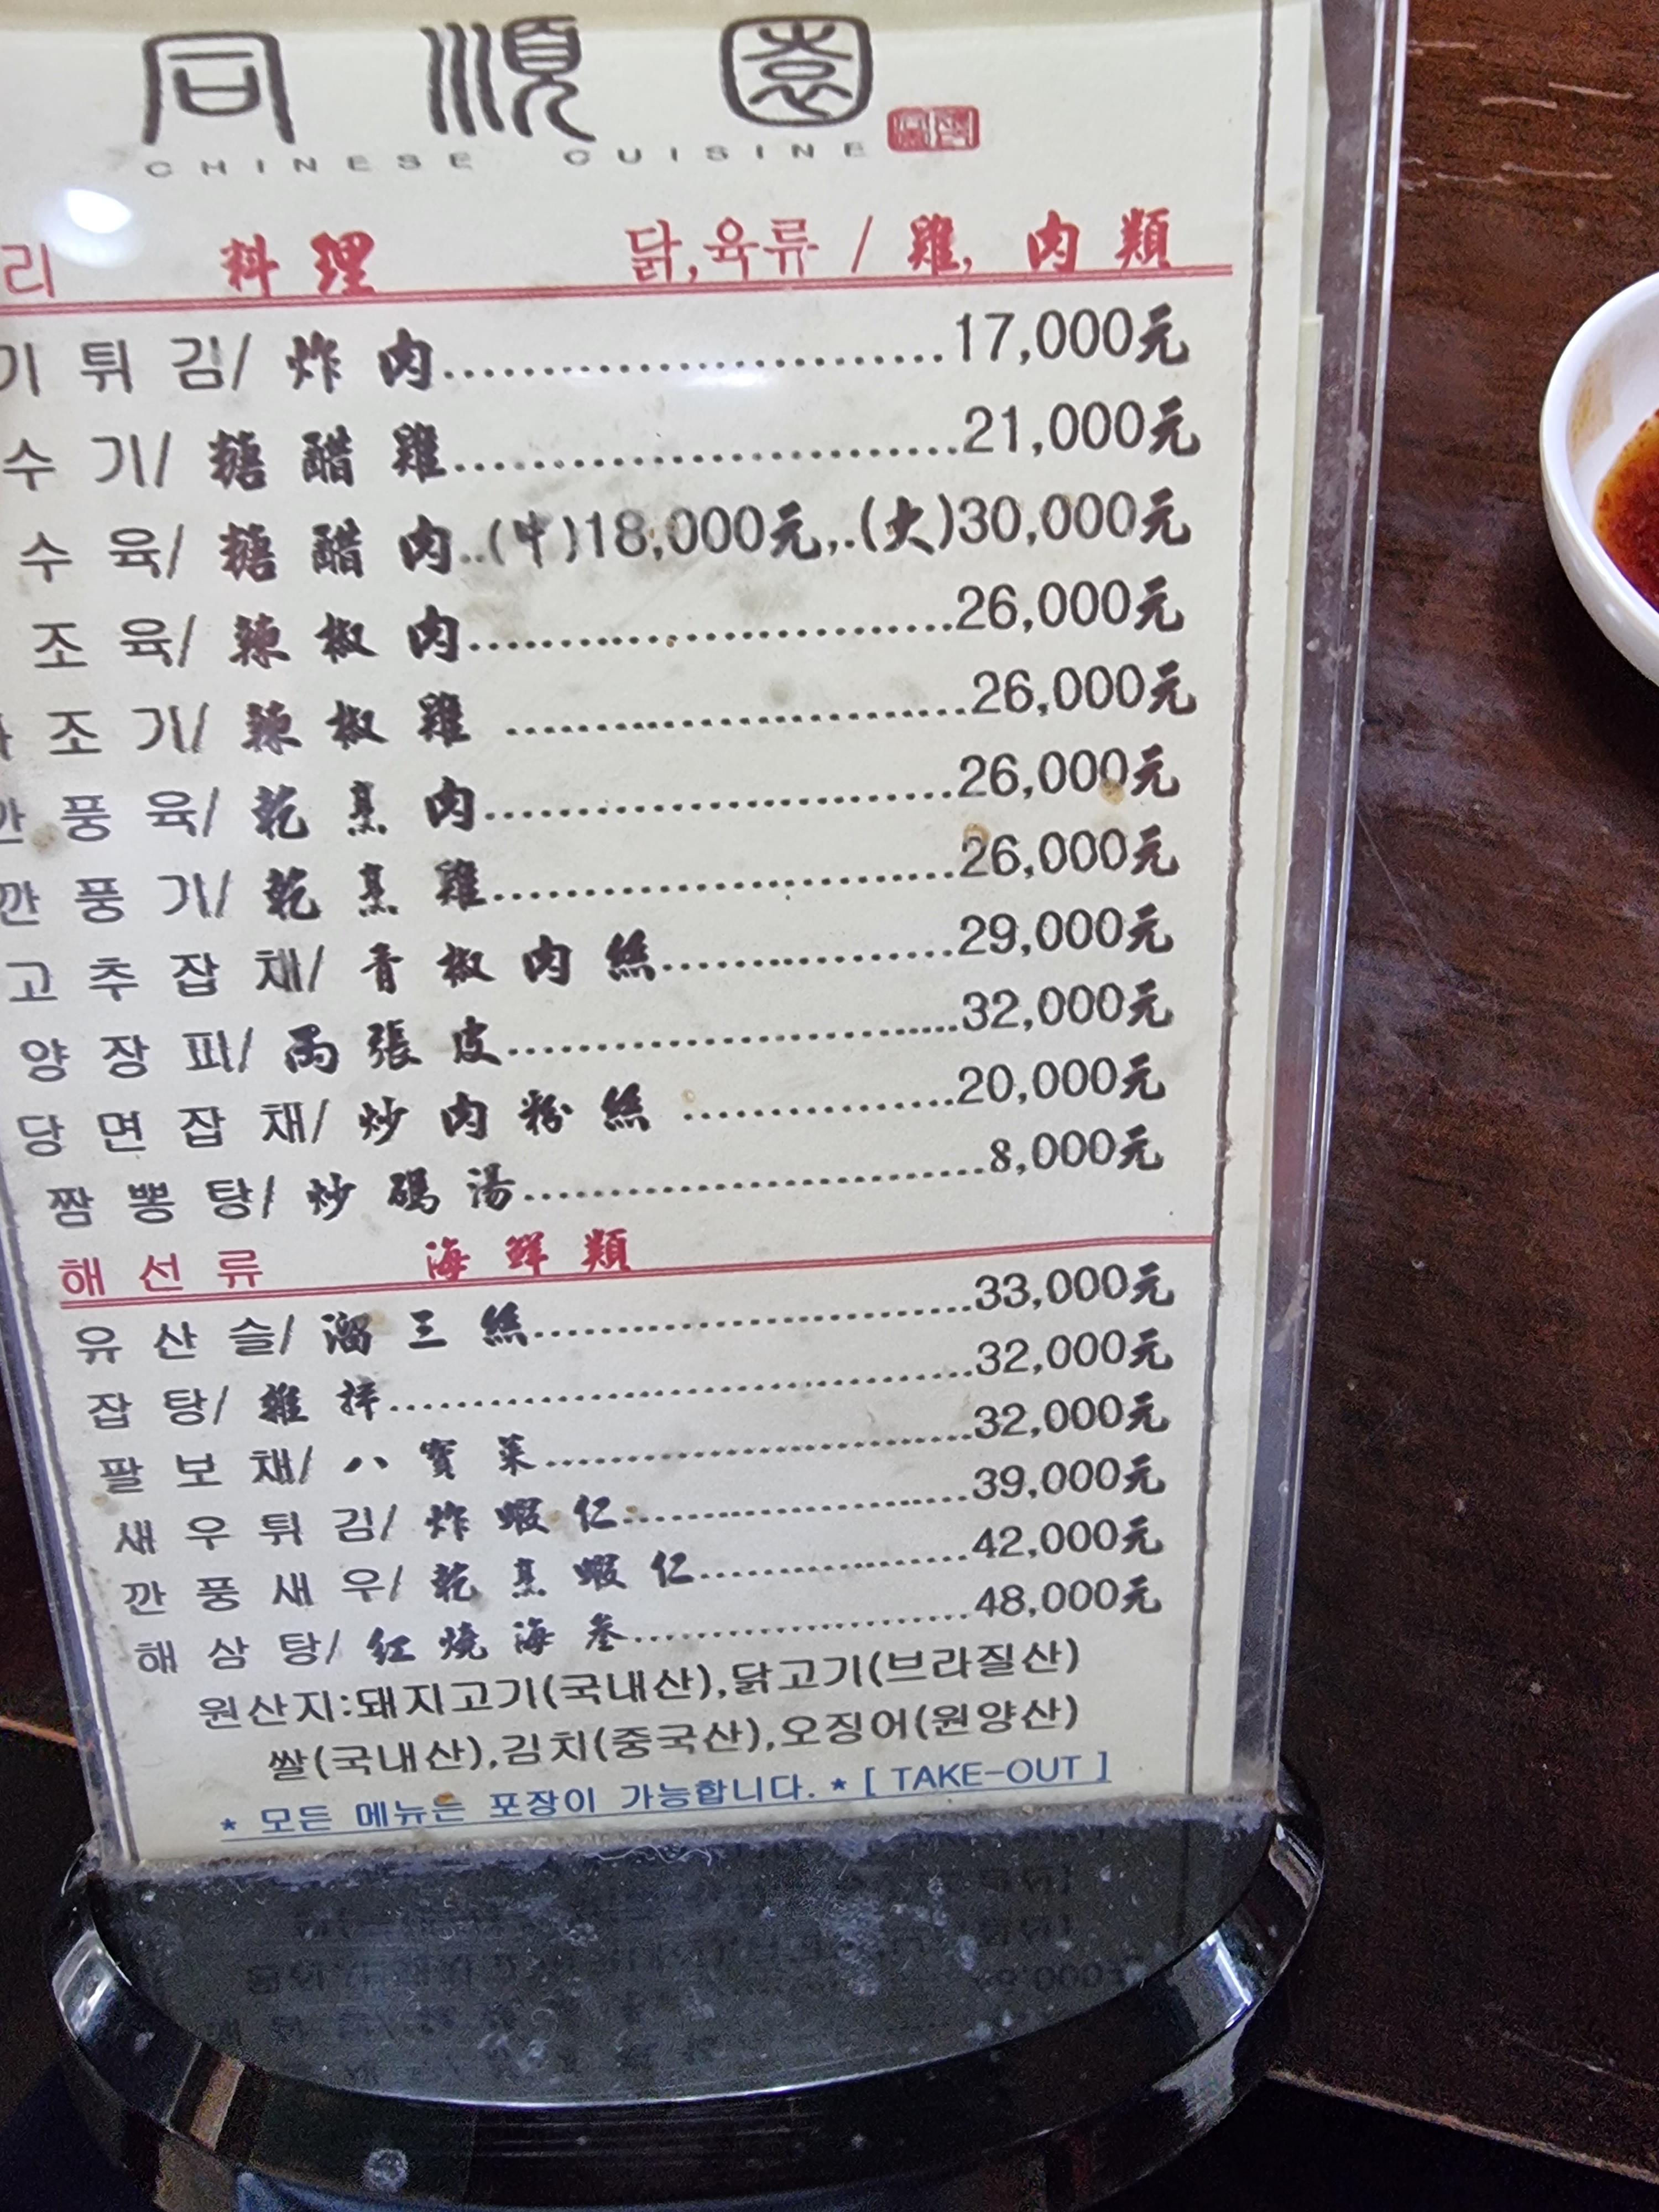 同 順 園
CHINESE CUISINE
리 料理 닭,육류 / 雞, 肉類
기 튀 김/ 炸 肉 17,000元
수 기/ 糖 醋 雞 21,000元
수 육/ 糖 醋 肉..(中)18,000元,.(大)30,000元
조 육/ 辣 椒 肉 26,000元
조 기/ 辣 椒 雞 26,000元
깐 풍 육/ 乾 烹 肉 26,000元
깐 풍 기/ 乾 烹 雞 26,000元
고 추 잡 채/ 青 椒 肉 絲 29,000元
양 장 피/ 兩 張 皮 32,000元
당 면 잡 채/ 炒 肉 粉 絲 20,000元
짬 뽕 탕/ 炒 碼 湯 8,000元
해 선 류 海 鮮 類
유 산 슬/ 溜 三 絲 33,000元
잡 탕/ 雜 拌 32,000元
팔 보 채/ 八 寶 菜 32,000元
새 우 튀 김/ 炸 蝦 仁 39,000元
깐 풍 새 우/ 乾 烹 蝦 仁 42,000元
해 삼 탕/ 紅 燒 海 參 48,000元
원산지:돼지고기(국내산),닭고기(브라질산)
쌀(국내산),김치(중국산),오징어(원양산)
* 모든 메뉴는 포장이 가능합니다. * [ TAKE-OUT ]